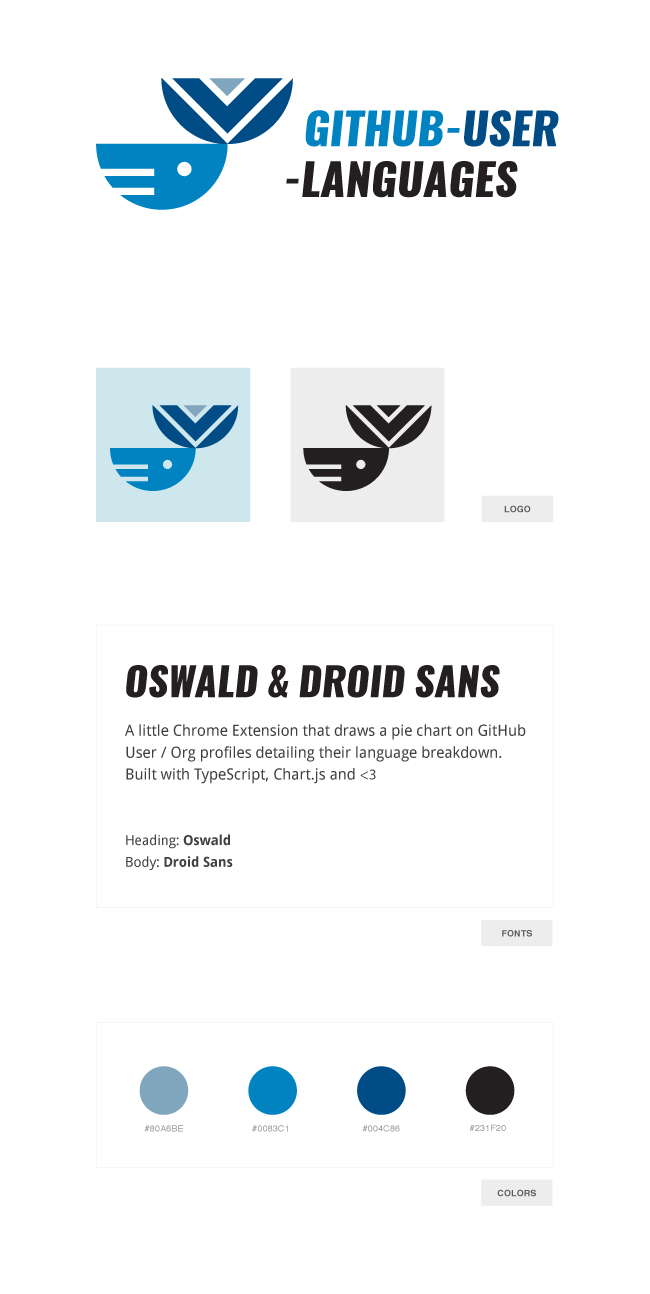 GITHUB-USER
-LANGUAGES
LOGO
OSWALD & DROID SANS
A little Chrome Extension that draws a pie chart on GitHub
User / Org profiles detailing their language breakdown.
Built with TypeScript, Chart.js and <3
Heading: Oswald
Body: Droid Sans
FONTS
#80A6BE #0083C1 #004C86 #231F20
COLORS